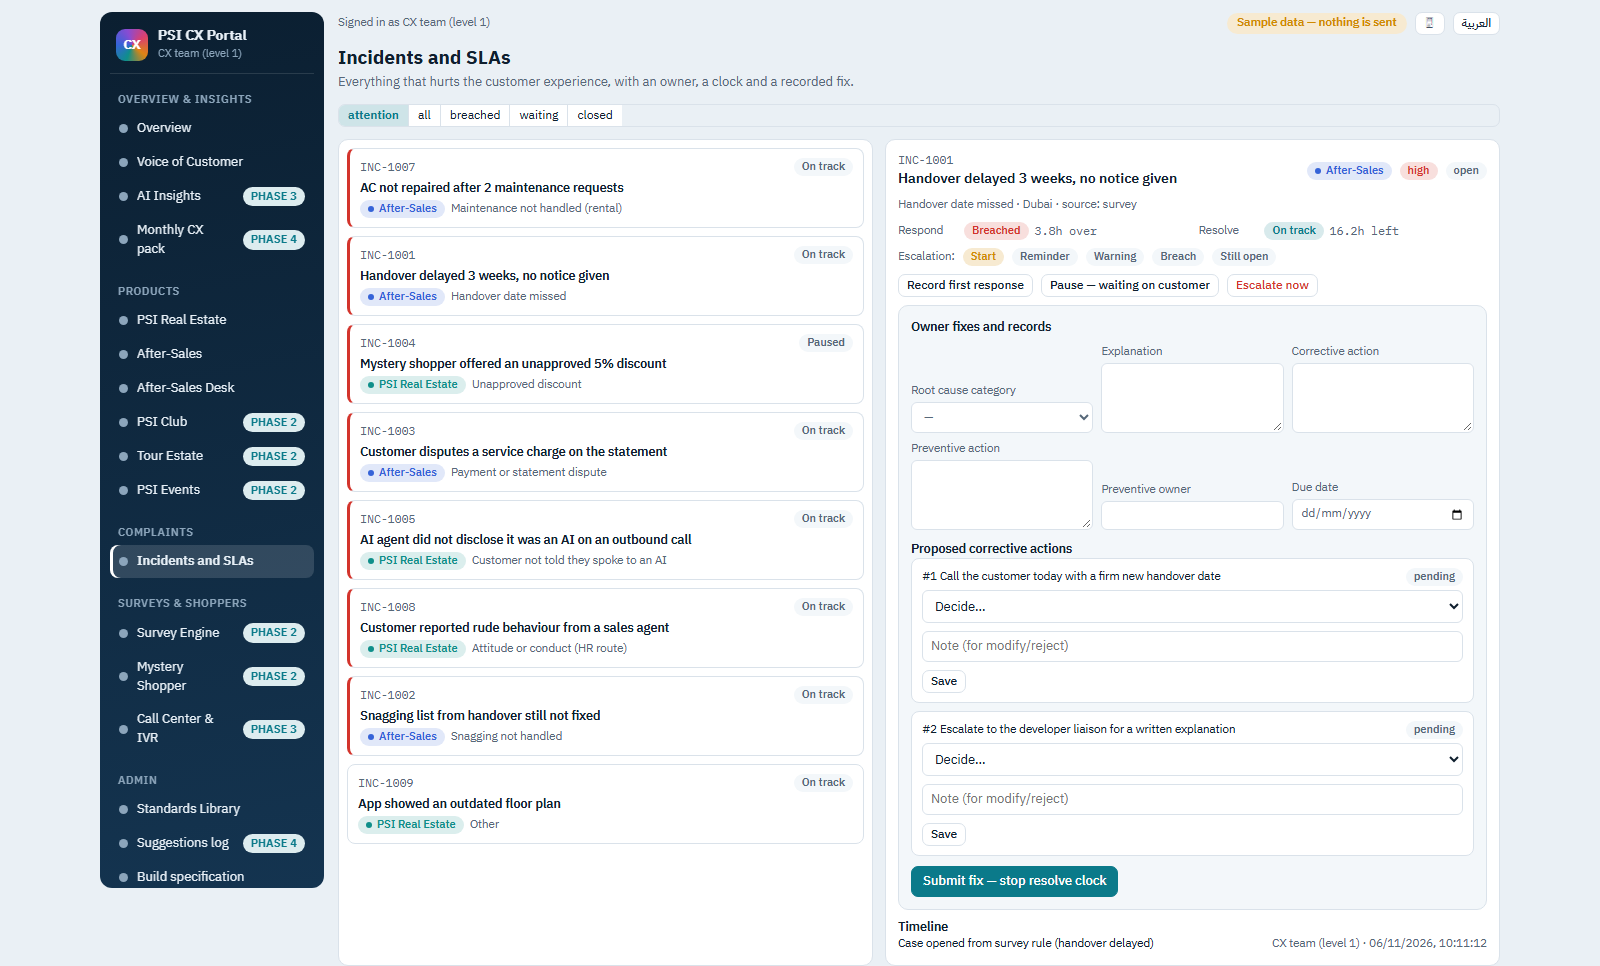 CX
PSI CX Portal
CX team (level 1)
OVERVIEW & INSIGHTS
Overview
Voice of Customer
AI Insights PHASE 3
Monthly CX pack PHASE 4
PRODUCTS
PSI Real Estate
After-Sales
After-Sales Desk
PSI Club PHASE 2
Tour Estate PHASE 2
PSI Events PHASE 2
COMPLAINTS
Incidents and SLAs
SURVEYS & SHOPPERS
Survey Engine PHASE 2
Mystery Shopper PHASE 2
Call Center & IVR PHASE 3
ADMIN
Standards Library
Suggestions log PHASE 4
Build specification
Signed in as CX team (level 1)
Sample data — nothing is sent
العربية
Incidents and SLAs
Everything that hurts the customer experience, with an owner, a clock and a recorded fix.
attention all breached waiting closed
INC-1007 On track
AC not repaired after 2 maintenance requests
After-Sales Maintenance not handled (rental)
INC-1001 On track
Handover delayed 3 weeks, no notice given
After-Sales Handover date missed
INC-1004 Paused
Mystery shopper offered an unapproved 5% discount
PSI Real Estate Unapproved discount
INC-1003 On track
Customer disputes a service charge on the statement
After-Sales Payment or statement dispute
INC-1005 On track
AI agent did not disclose it was an AI on an outbound call
PSI Real Estate Customer not told they spoke to an AI
INC-1008 On track
Customer reported rude behaviour from a sales agent
PSI Real Estate Attitude or conduct (HR route)
INC-1002 On track
Snagging list from handover still not fixed
After-Sales Snagging not handled
INC-1009 On track
App showed an outdated floor plan
PSI Real Estate Other
INC-1001
Handover delayed 3 weeks, no notice given
After-Sales high open
Handover date missed · Dubai · source: survey
Respond Breached 3.8h over Resolve On track 16.2h left
Escalation: Start Reminder Warning Breach Still open
Record first response Pause — waiting on customer Escalate now
Owner fixes and records
Root cause category
—
Explanation
Corrective action
Preventive action
Preventive owner
Due date
dd/mm/yyyy
Proposed corrective actions
#1 Call the customer today with a firm new handover date pending
Decide...
Note (for modify/reject)
Save
#2 Escalate to the developer liaison for a written explanation pending
Decide...
Note (for modify/reject)
Save
Submit fix — stop resolve clock
Timeline
Case opened from survey rule (handover delayed) CX team (level 1) · 06/11/2026, 10:11:12